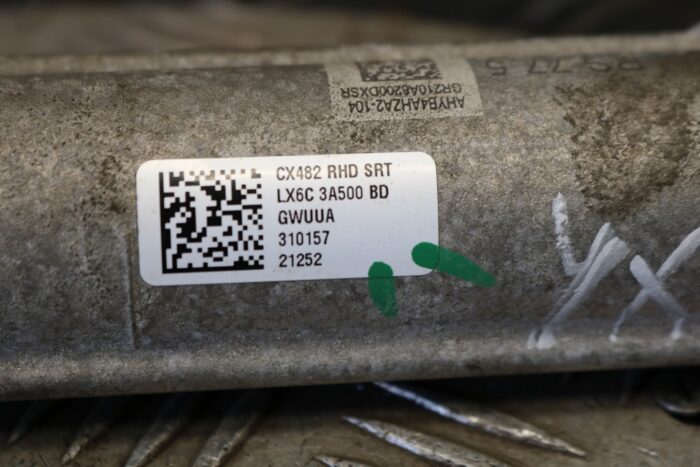 AHYB4AHZA2-104
GRZ10A8200DXSR
CX482 RHD SRT
LX6C 3A500 BD
GWUUA
310157
21252